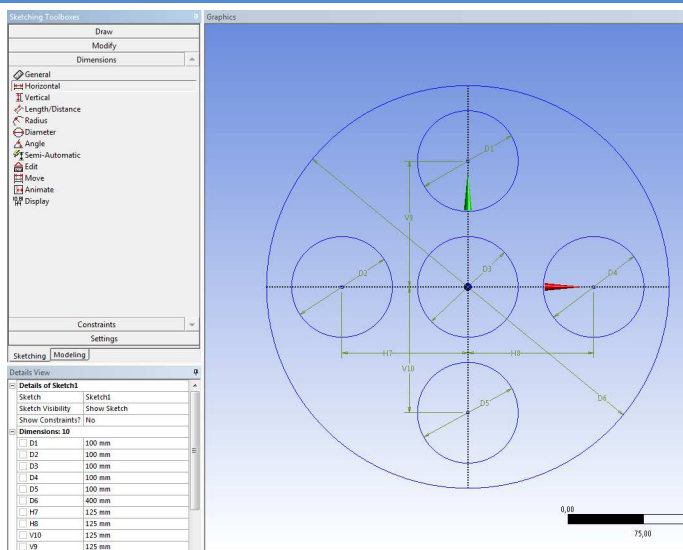 Sketching Toolboxes
Draw
Modify
Dimensions
General
Horizontal
Vertical
Length/Distance
Radius
Diameter
Angle
Semi-Automatic
Edit
Move
Animate
Display
Constraints
Settings
Sketching Modeling
Details View
Details of Sketch1
Sketch Sketch1
Sketch Visibility Show Sketch
Show Constraints? No
Dimensions: 10
D1 100 mm
D2 100 mm
D3 100 mm
D4 100 mm
D5 100 mm
D6 400 mm
H7 125 mm
H8 125 mm
V10 125 mm
V9 125 mm
Graphics
D1
V9
D2
D3
D4
H7
H8
V10
D6
D5
0,00
75,00